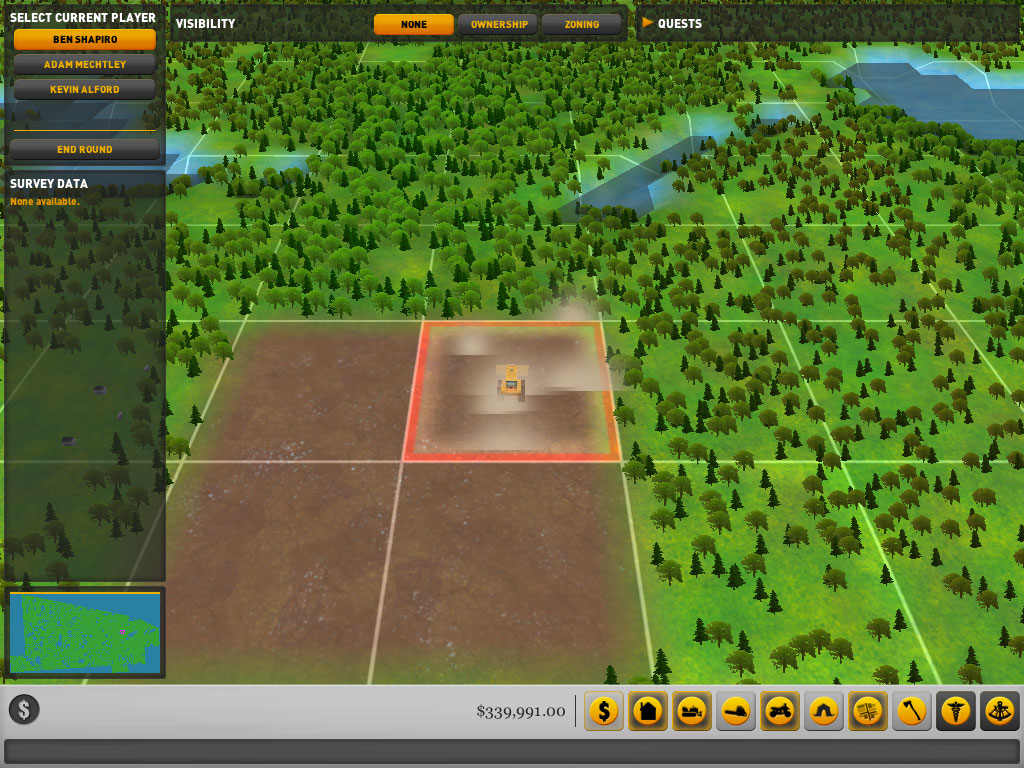 SELECT CURRENT PLAYER
BEN SHAPIRO
ADAM MECHTLEY
KEVIN ALFORD
END ROUND
VISIBILITY
NONE
OWNERSHIP
ZONING
QUESTS
SURVEY DATA
None available.
$
$339,991.00
$